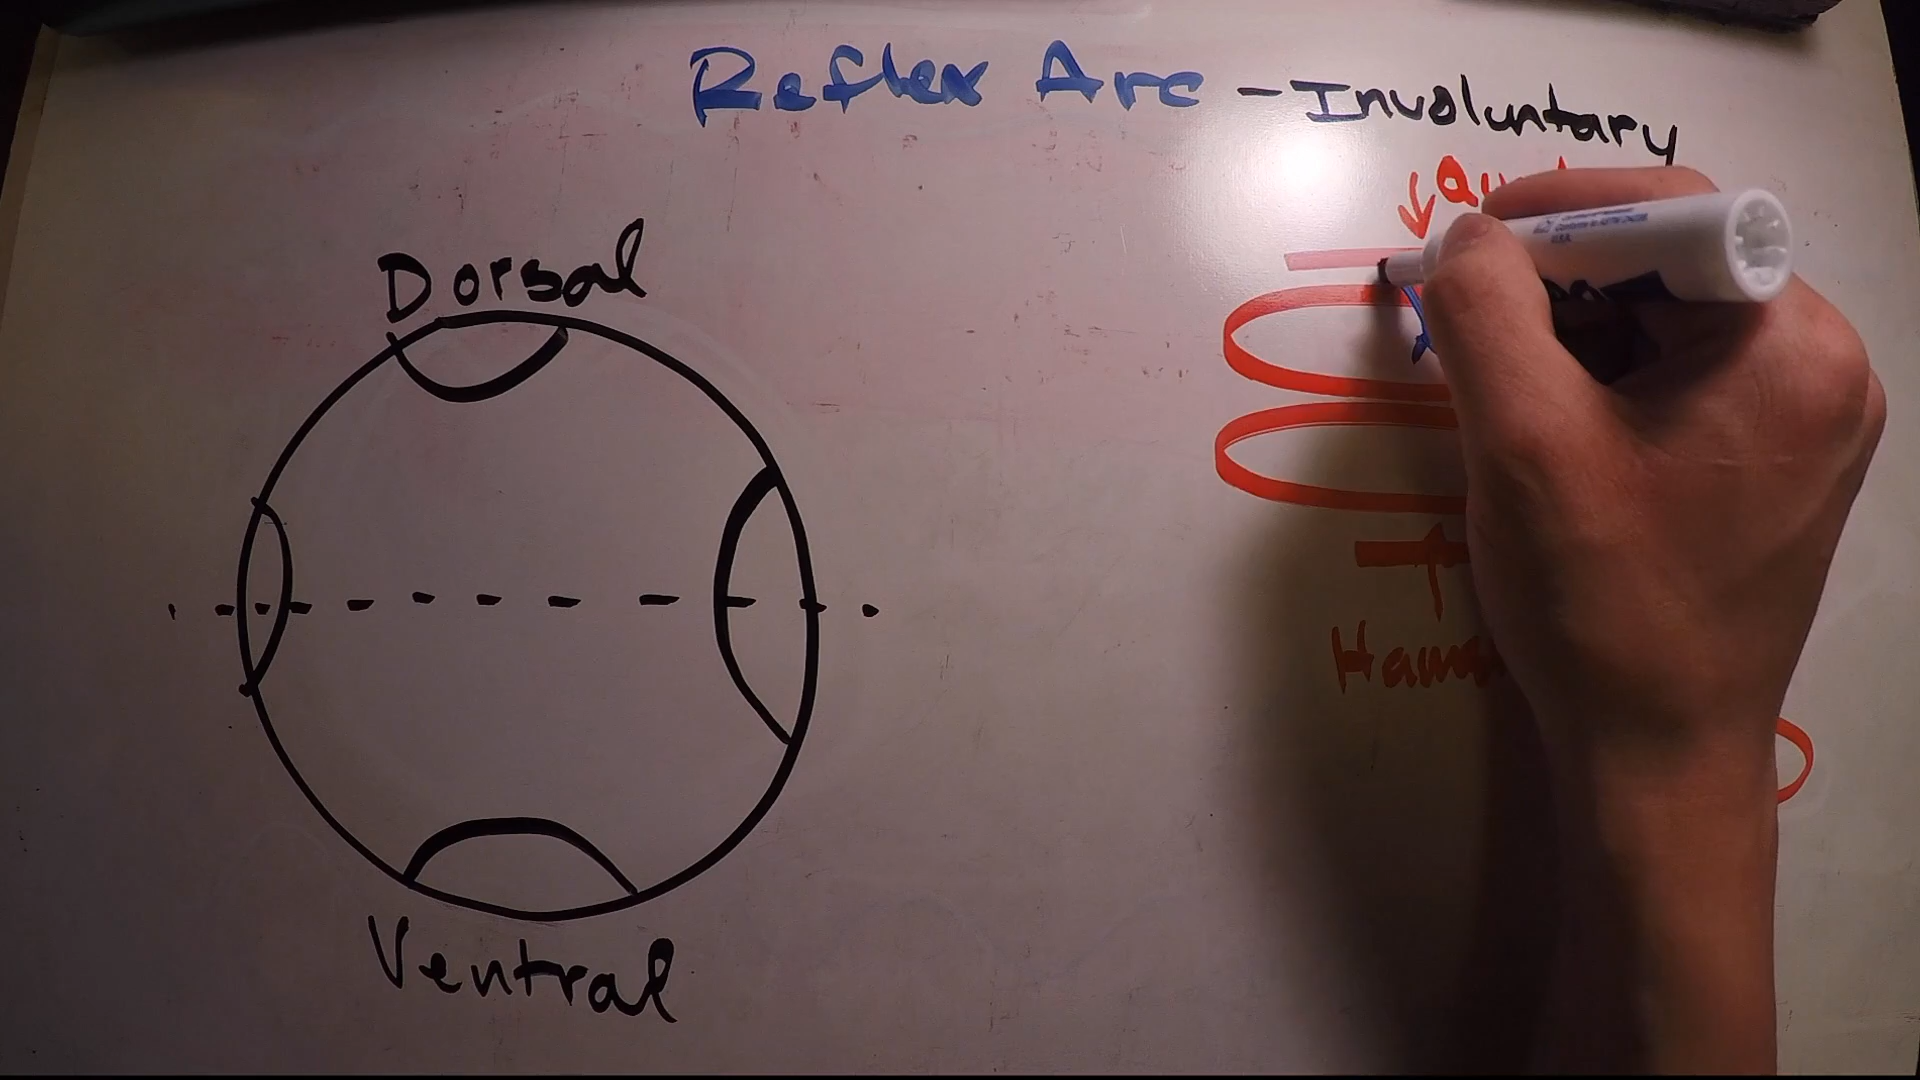 Reflex Arc - Involuntary
Dorsal
Ventral